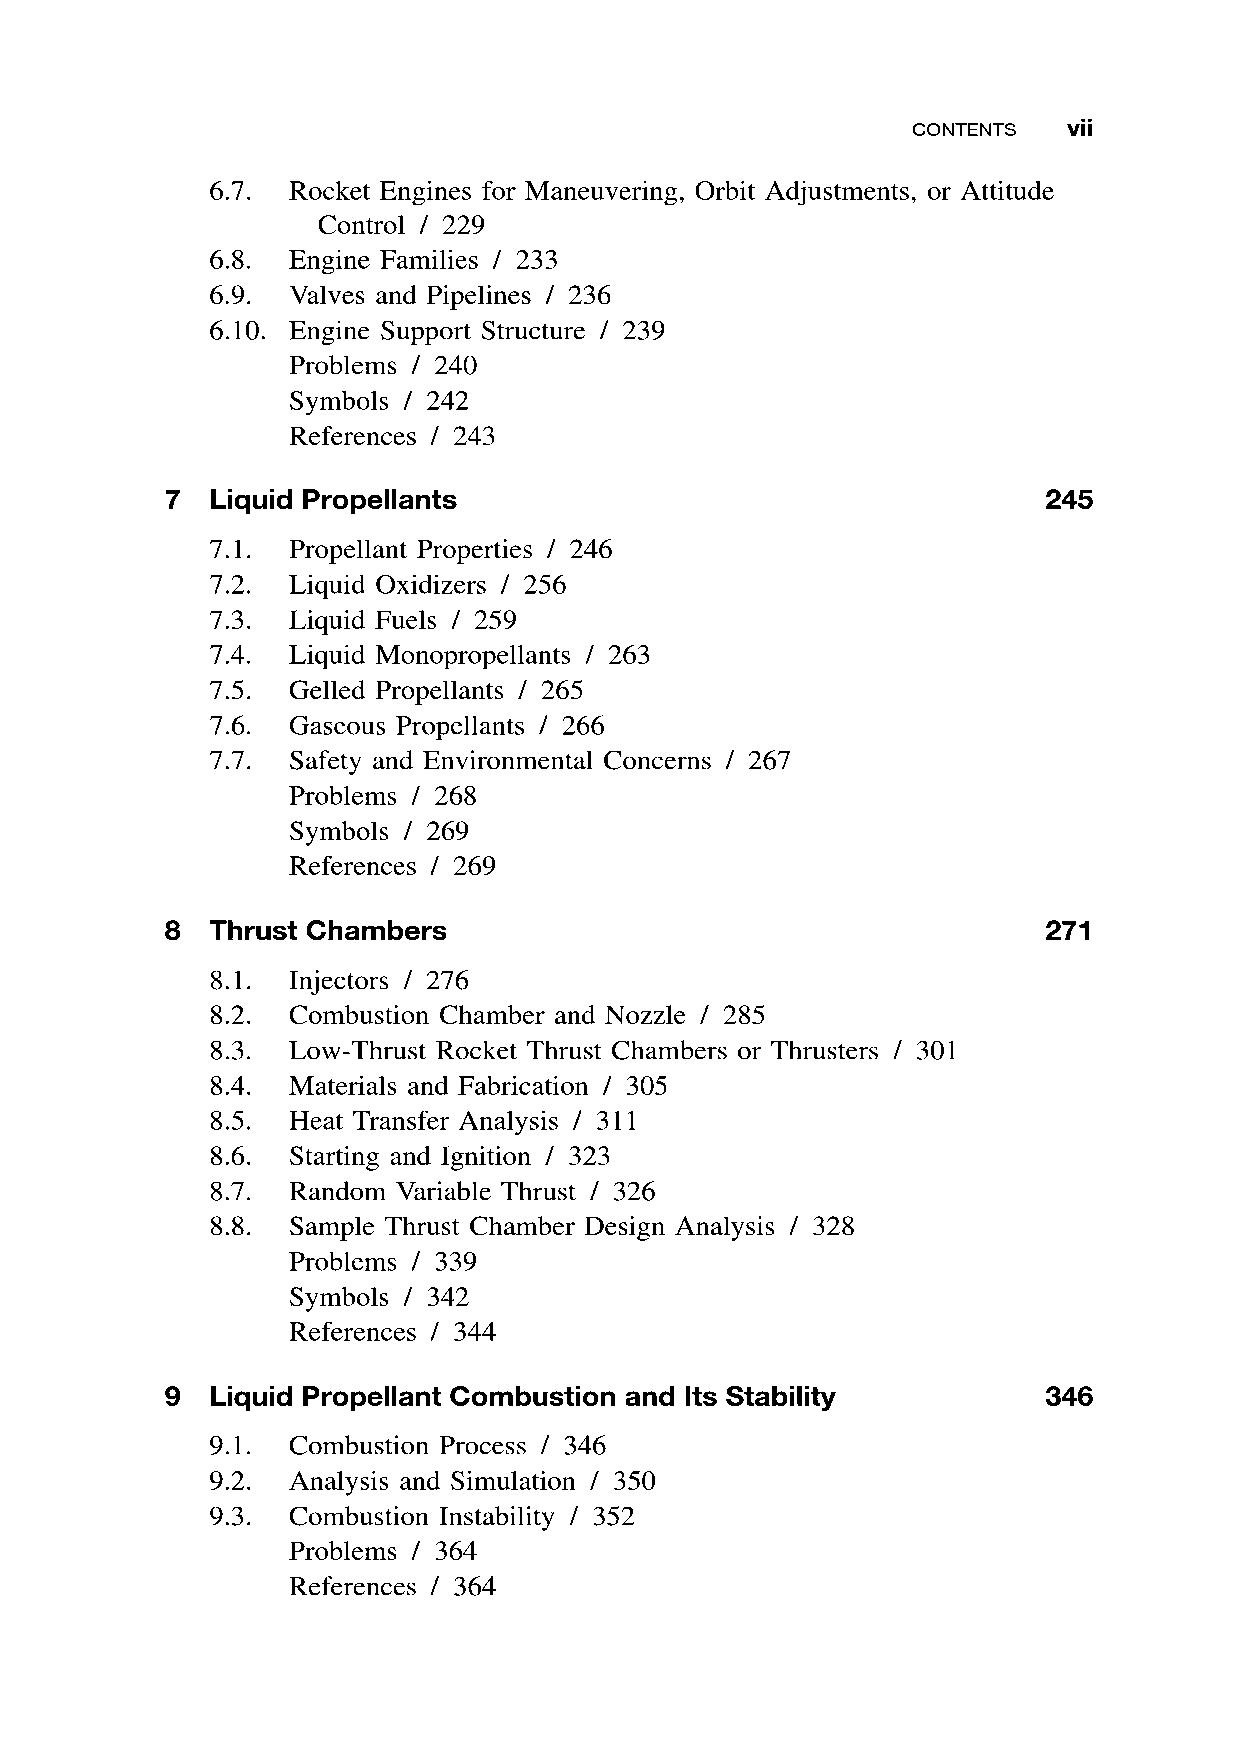 CONTENTS vii
6.7. Rocket Engines for Maneuvering, Orbit Adjustments, or Attitude
Control / 229
6.8. Engine Families / 233
6.9. Valves and Pipelines / 236
6.10. Engine Support Structure / 239
Problems / 240
Symbols / 242
References / 243
7 Liquid Propellants 245
7.1. Propellant Properties / 246
7.2. Liquid Oxidizers / 256
7.3. Liquid Fuels / 259
7.4. Liquid Monopropellants / 263
7.5. Gelled Propellants / 265
7.6. Gaseous Propellants / 266
7.7. Safety and Environmental Concerns / 267
Problems / 268
Symbols / 269
References / 269
8 Thrust Chambers 271
8.1. Injectors / 276
8.2. Combustion Chamber and Nozzle / 285
8.3. Low-Thrust Rocket Thrust Chambers or Thrusters / 301
8.4. Materials and Fabrication / 305
8.5. Heat Transfer Analysis / 311
8.6. Starting and Ignition / 323
8.7. Random Variable Thrust / 326
8.8. Sample Thrust Chamber Design Analysis / 328
Problems / 339
Symbols / 342
References / 344
9 Liquid Propellant Combustion and Its Stability 346
9.1. Combustion Process / 346
9.2. Analysis and Simulation / 350
9.3. Combustion Instability / 352
Problems / 364
References / 364